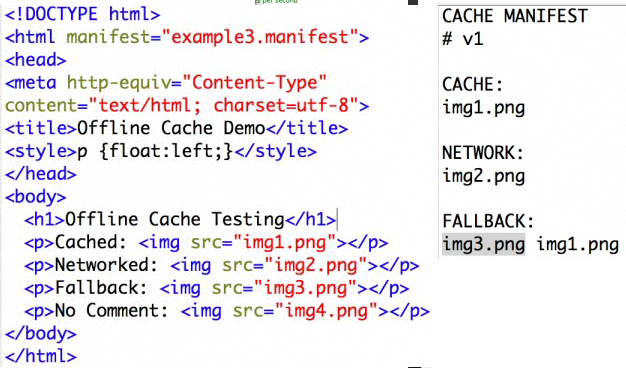 per second
<!DOCTYPE html>
<html manifest="example3.manifest">
<head>
<meta http-equiv="Content-Type"
content="text/html; charset=utf-8">
<title>Offline Cache Demo</title>
<style>p {float:left;}</style>
</head>
<body>
<h1>Offline Cache Testing</h1>
<p>Cached: <img src="img1.png"></p>
<p>Networked: <img src="img2.png"></p>
<p>Fallback: <img src="img3.png"></p>
<p>No Comment: <img src="img4.png"></p>
</body>
</html>
CACHE MANIFEST
# v1
CACHE:
img1.png
NETWORK:
img2.png
FALLBACK:
img3.png img1.png